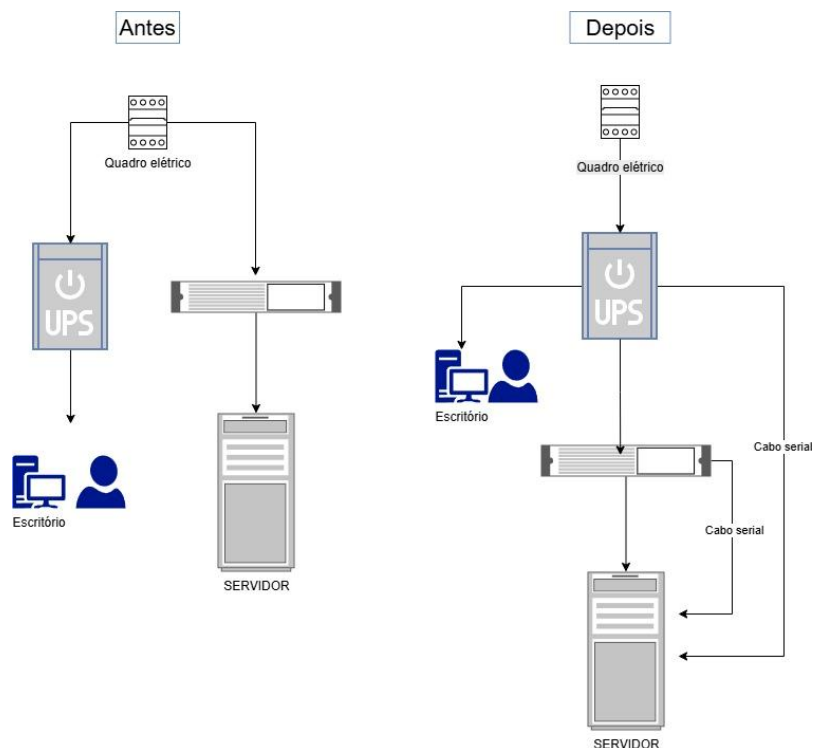 Antes
Depois
Quadro elétrico
Quadro elétrico
UPS
UPS
Escritório
Cabo serial
Escritório
Cabo serial
SERVIDOR
SERVIDOR